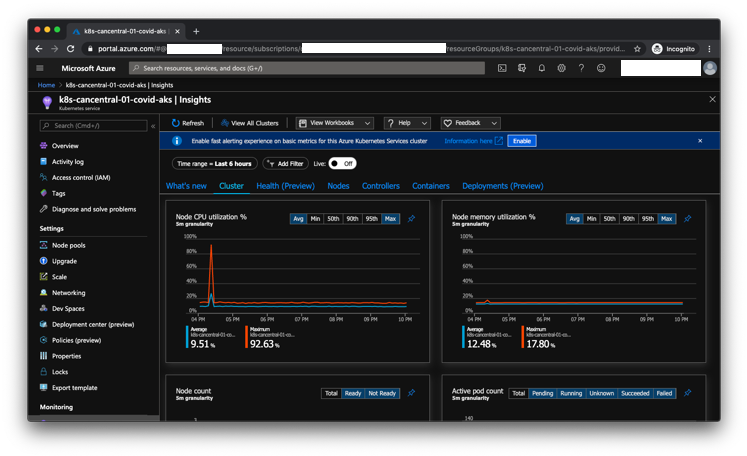 k8s-cancentral-01-covid-aks |
portal.azure.com/#@
/resource/subscriptions/
/resourceGroups/k8s-cancentral-01-covid-aks/provid...
Incognito
Microsoft Azure
Search resources, services, and docs (G+/)
Home > k8s-cancentral-01-covid-aks | Insights
k8s-cancentral-01-covid-aks | Insights
Kubernetes service
Search (Cmd+/)
Overview
Activity log
Access control (IAM)
Tags
Diagnose and solve problems
Settings
Node pools
Upgrade
Scale
Networking
Dev Spaces
Deployment center (preview)
Policies (preview)
Properties
Locks
Export template
Monitoring
Refresh
View All Clusters
View Workbooks
Help
Feedback
Enable fast alerting experience on basic metrics for this Azure Kubernetes Services cluster
Information here
Enable
Time range = Last 6 hours
Add Filter
Live: Off
What's new Cluster Health (Preview) Nodes Controllers Containers Deployments (Preview)
Node CPU utilization %
5m granularity
Avg Min 50th 90th 95th Max
100%
80%
60%
40%
20%
0%
04 PM 05 PM 06 PM 07 PM 08 PM 09 PM 10 PM
Average
k8s-cancentral-01-co...
9.51 %
Maximum
k8s-cancentral-01-co...
92.63 %
Node memory utilization %
5m granularity
Avg Min 50th 90th 95th Max
100%
80%
60%
40%
20%
0%
04 PM 05 PM 06 PM 07 PM 08 PM 09 PM 10 PM
Average
k8s-cancentral-01-co...
12.48 %
Maximum
k8s-cancentral-01-co...
17.80 %
Node count
5m granularity
Total Ready Not Ready
3
Active pod count
5m granularity
Total Pending Running Unknown Succeeded Failed
140